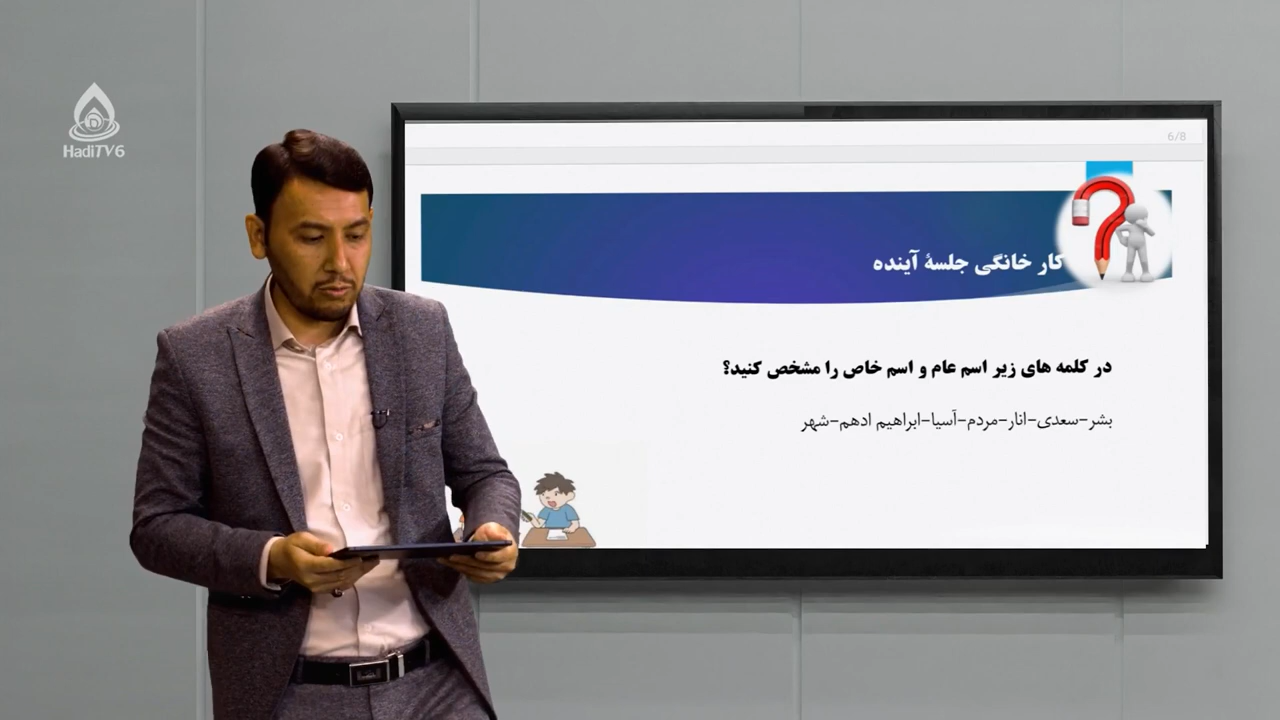 HadiTV6
6/8
کار خانگی جلسهٔ آینده
در کلمه های زیر اسم عام و اسم خاص را مشخص کنید؟
بشر-سعدی-انار-مردم-آسیا-ابراهیم ادهم-شهر